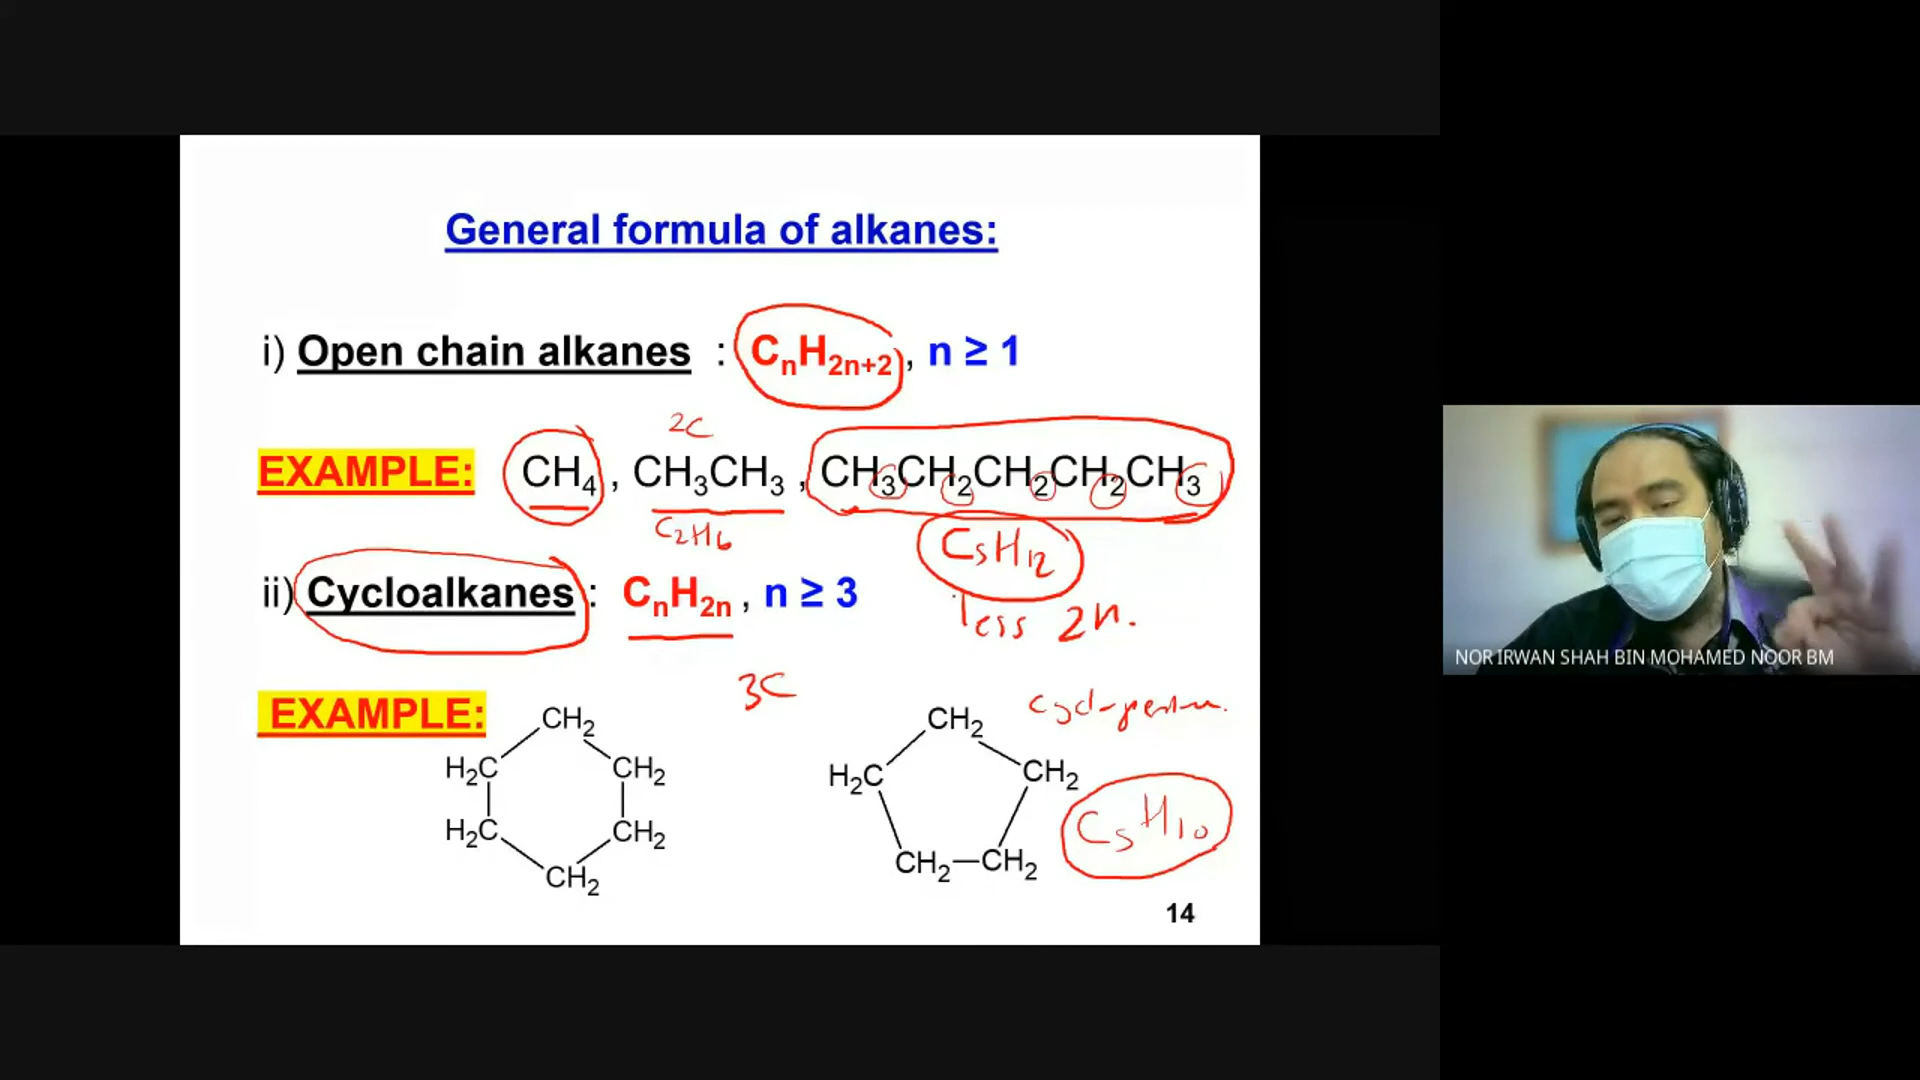 General formula of alkanes:
i) Open chain alkanes : CnH2n+2 , n ≥ 1
2C
EXAMPLE: CH4 , CH3CH3 , CH3CH2CH2CH2CH3
C2H6
C5H12
ii) Cycloalkanes : CnH2n , n ≥ 3
less 2H.
3C
EXAMPLE:
CH2
H2C CH2
H2C CH2
CH2
CH2
H2C CH2
CH2 CH2
C5H10
14
NOR IRWAN SHAH BIN MOHAMED NOOR BM